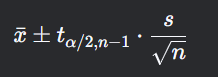 x̄ ± t_{α/2,n−1} · s/√n